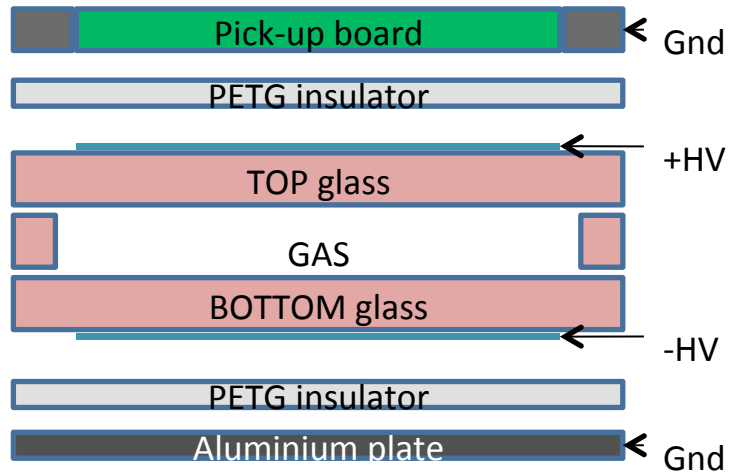 Pick-up board
Gnd
PETG insulator
+HV
TOP glass
GAS
BOTTOM glass
-HV
PETG insulator
Aluminium plate
Gnd